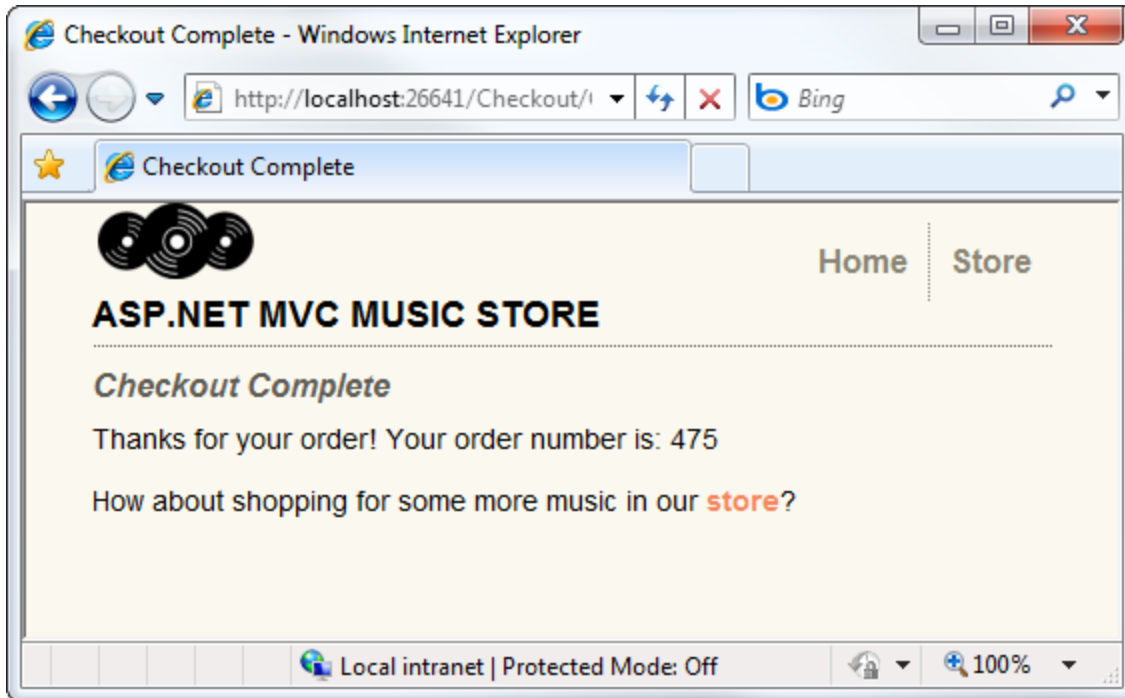 Checkout Complete - Windows Internet Explorer
http://localhost:26641/Checkout/
Bing
Checkout Complete
Home
Store
ASP.NET MVC MUSIC STORE
Checkout Complete
Thanks for your order! Your order number is: 475
How about shopping for some more music in our store?
Local intranet | Protected Mode: Off
100%